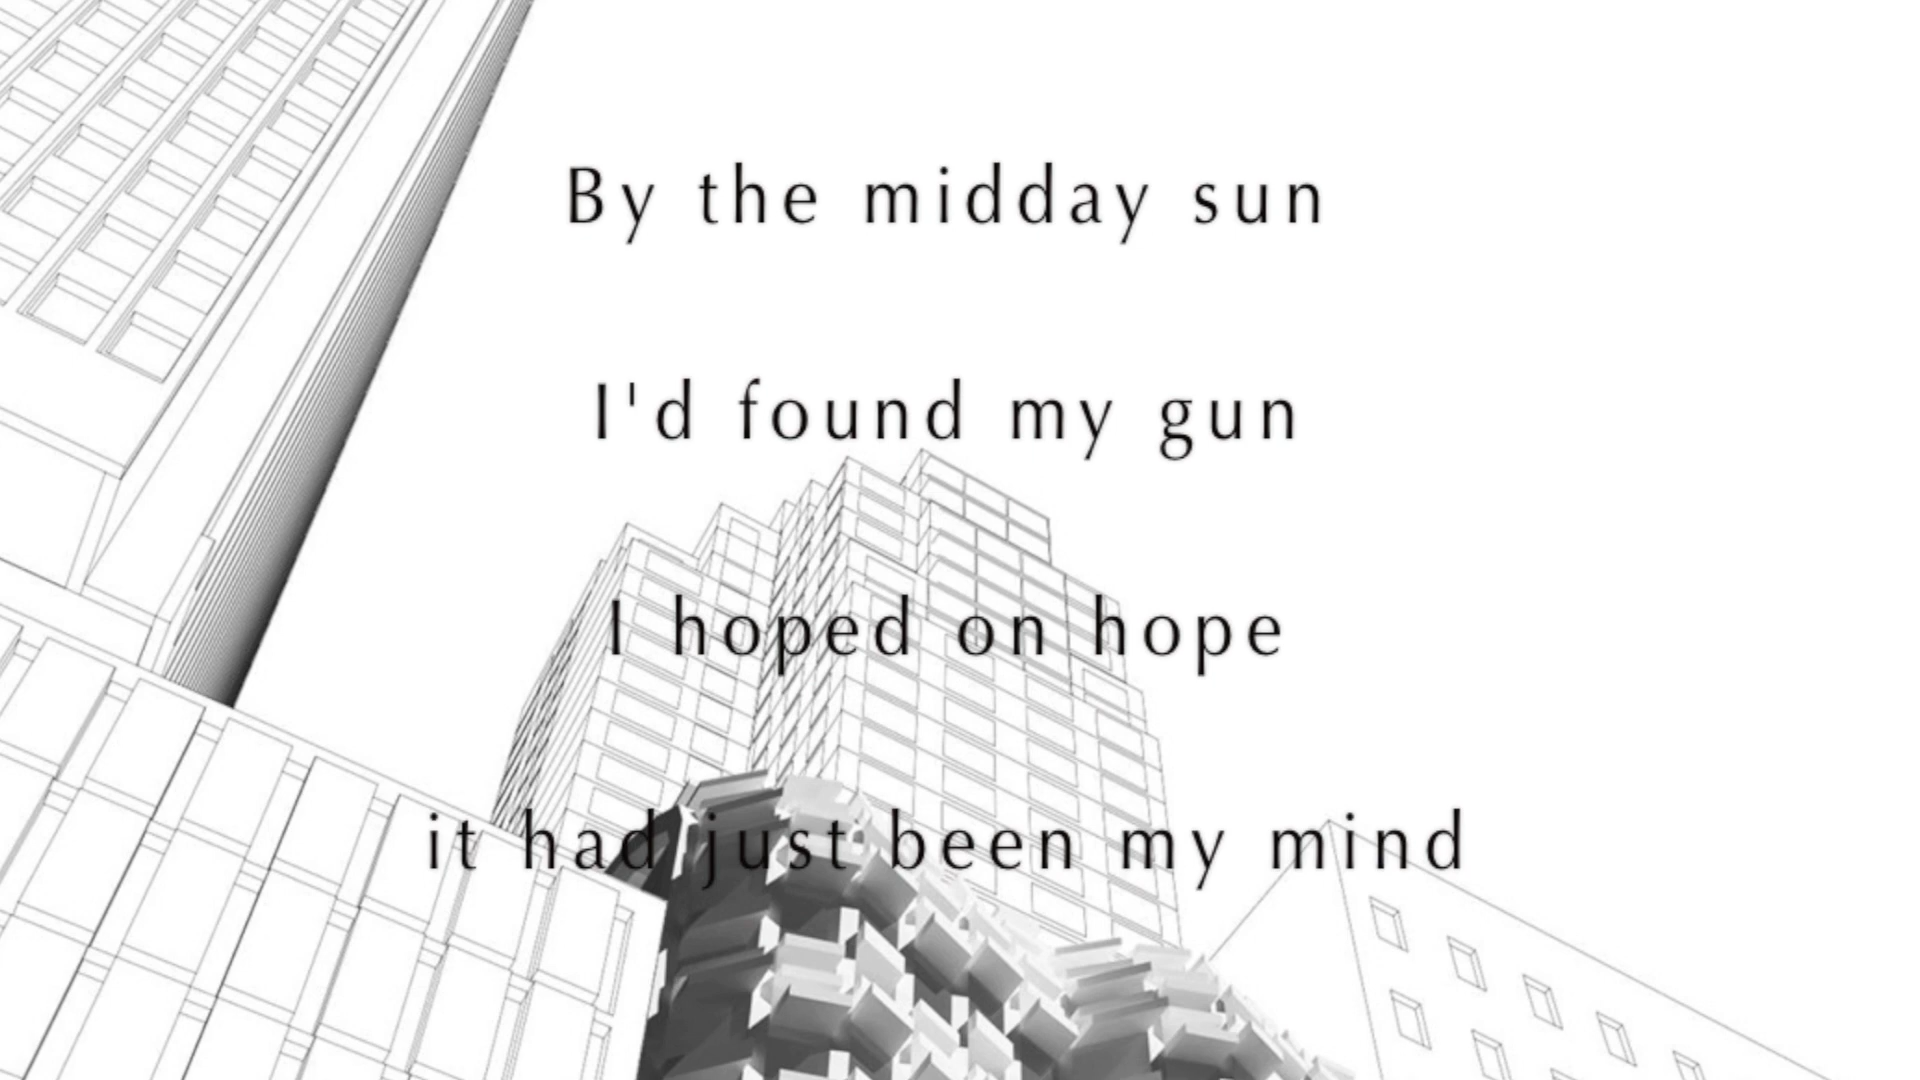 By the midday sun
I'd found my gun
I hoped on hope
it had just been my mind